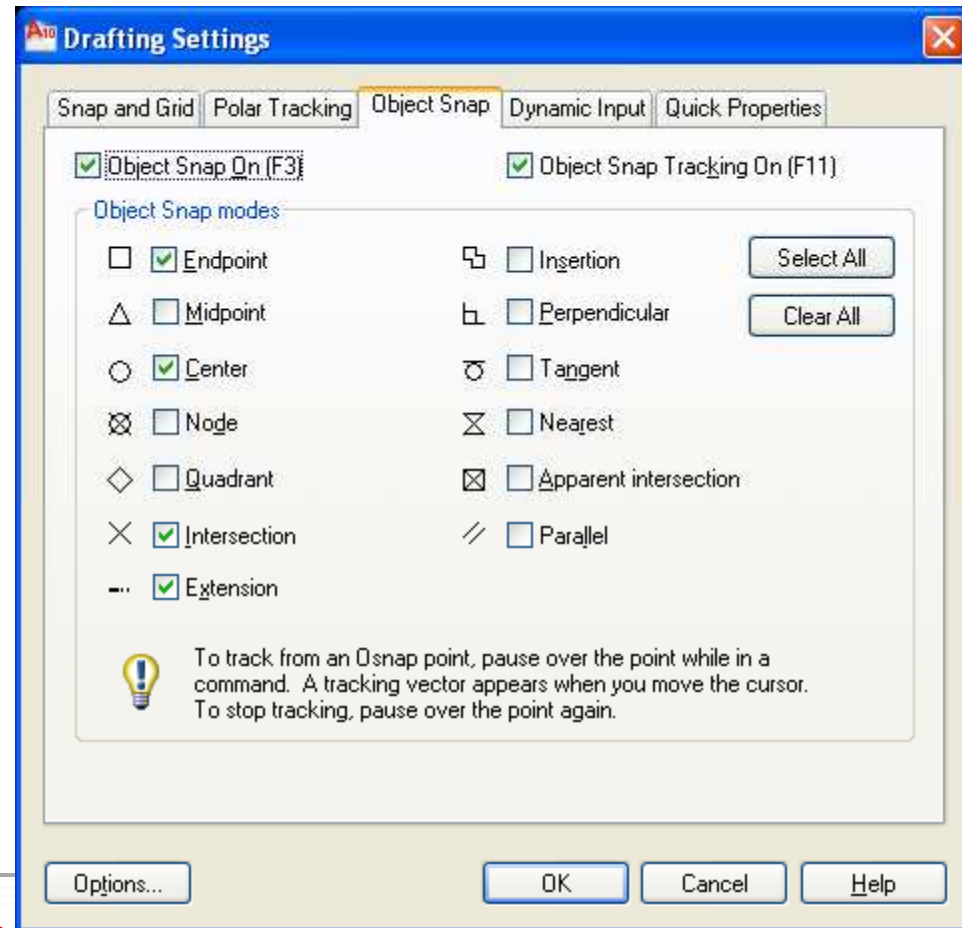 A10 Drafting Settings
Snap and Grid Polar Tracking Object Snap Dynamic Input Quick Properties
Object Snap On (F3) Object Snap Tracking On (F11)
Object Snap modes
Endpoint Insertion Select All
Midpoint Perpendicular Clear All
Center Tangent
Node Nearest
Quadrant Apparent intersection
Intersection Parallel
Extension
To track from an Osnap point, pause over the point while in a
command. A tracking vector appears when you move the cursor.
To stop tracking, pause over the point again.
Options... OK Cancel Help